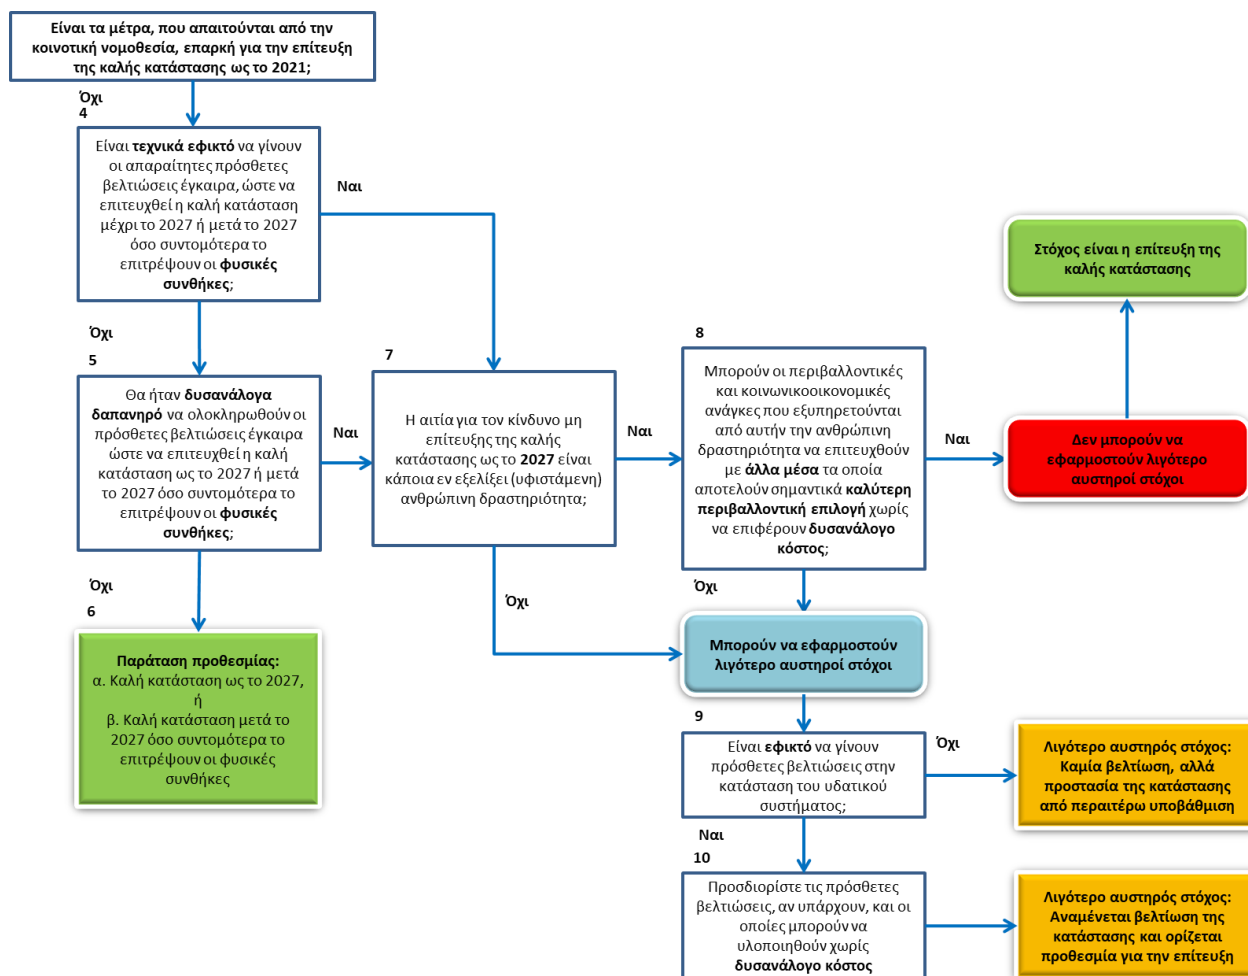 Είναι τα μέτρα, που απαιτούνται από την
κοινοτική νομοθεσία, επαρκή για την επίτευξη
της καλής κατάστασης ως το 2021;
Όχι
4
Είναι τεχνικά εφικτό να γίνουν
οι απαραίτητες πρόσθετες
βελτιώσεις έγκαιρα, ώστε να
επιτευχθεί η καλή κατάσταση
μέχρι το 2027 ή μετά το 2027
όσο συντομότερα το
επιτρέψουν οι φυσικές
συνθήκες;
Ναι
Όχι
5
Θα ήταν δυσανάλογα
δαπανηρό να ολοκληρωθούν οι
πρόσθετες βελτιώσεις έγκαιρα
ώστε να επιτευχθεί η καλή
κατάσταση ως το 2027 ή μετά
το 2027 όσο συντομότερα το
επιτρέψουν οι φυσικές
συνθήκες;
Ναι
Όχι
6
Παράταση προθεσμίας:
α. Καλή κατάσταση ως το 2027,
ή
β. Καλή κατάσταση μετά το
2027 όσο συντομότερα το
επιτρέψουν οι φυσικές
συνθήκες
7
Η αιτία για τον κίνδυνο μη
επίτευξης της καλής
κατάστασης ως το 2027 είναι
κάποια εν εξελίξει (υφιστάμενη)
ανθρώπινη δραστηριότητα;
Ναι
Όχι
8
Μπορούν οι περιβαλλοντικές
και κοινωνικοοικονομικές
ανάγκες που εξυπηρετούνται
από αυτήν την ανθρώπινη
δραστηριότητα να επιτευχθούν
με άλλα μέσα τα οποία
αποτελούν σημαντικά καλύτερη
περιβαλλοντική επιλογή χωρίς
να επιφέρουν δυσανάλογο
κόστος;
Ναι
Όχι
Στόχος είναι η επίτευξη της
καλής κατάστασης
Δεν μπορούν να
εφαρμοστούν λιγότερο
αυστηροί στόχοι
Μπορούν να εφαρμοστούν
λιγότερο αυστηροί στόχοι
9
Είναι εφικτό να γίνουν
πρόσθετες βελτιώσεις στην
κατάσταση του υδατικού
συστήματος;
Όχι
Λιγότερο αυστηρός στόχος:
Καμία βελτίωση, αλλά
προστασία της κατάστασης
από περαιτέρω υποβάθμιση
Ναι
10
Προσδιορίστε τις πρόσθετες
βελτιώσεις, αν υπάρχουν, και οι
οποίες μπορούν να
υλοποιηθούν χωρίς
δυσανάλογο κόστος
Λιγότερο αυστηρός στόχος:
Αναμένεται βελτίωση της
κατάστασης και ορίζεται
προθεσμία για την επίτευξη